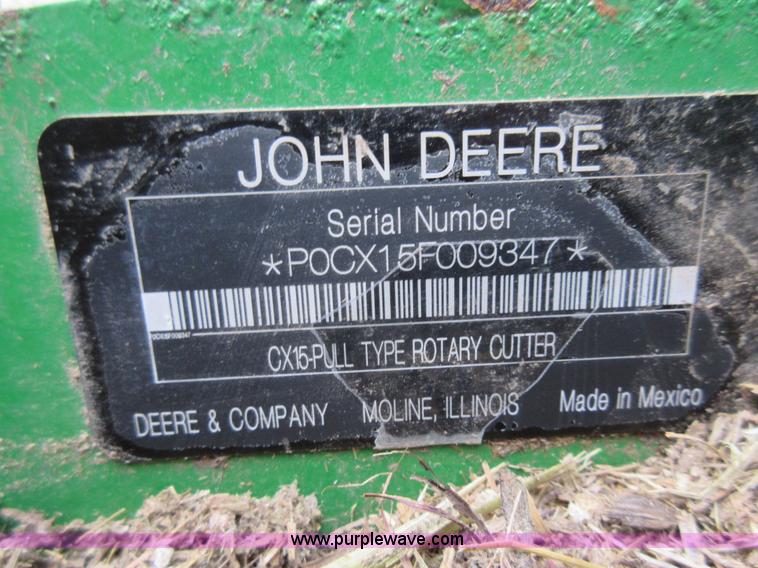 JOHN DEERE
Serial Number
*P0CX15F009347*
CX15-PULL TYPE ROTARY CUTTER
DEERE & COMPANY MOLINE, ILLINOIS Made in Mexico
www.purplewave.com